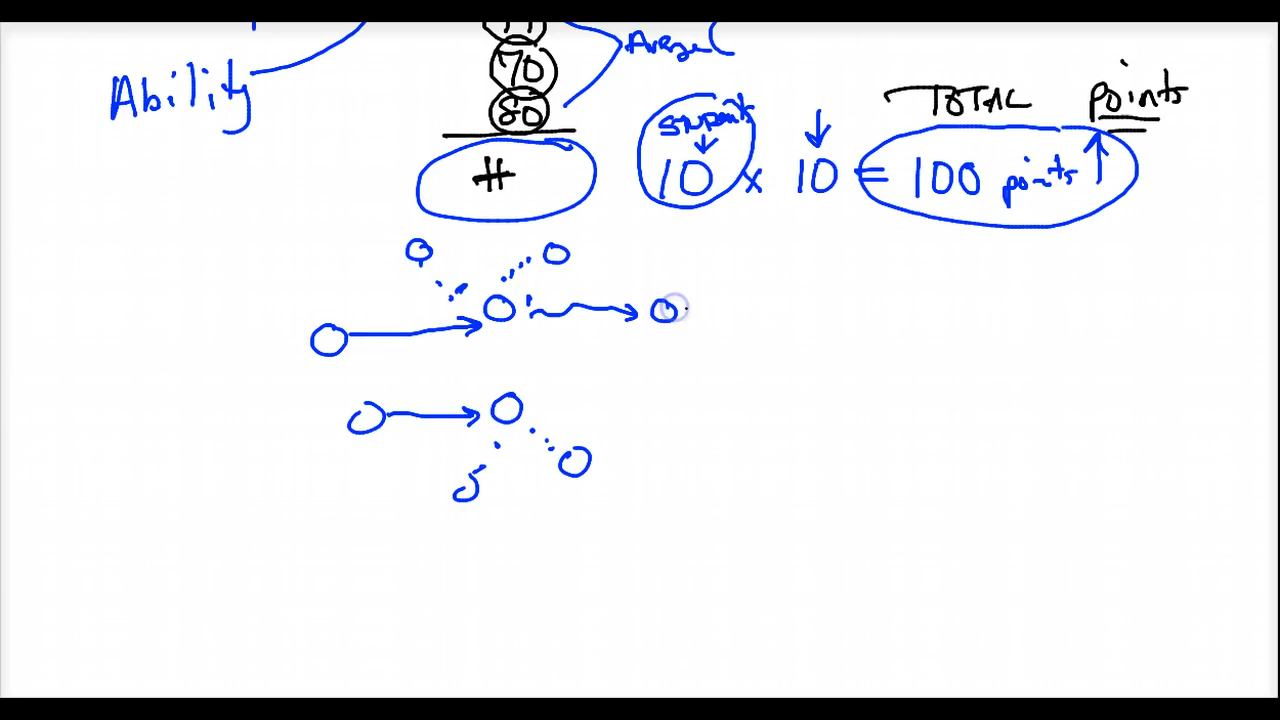 70
80
#
Ability
students
10 x 10 = 100 points
TOTAL points